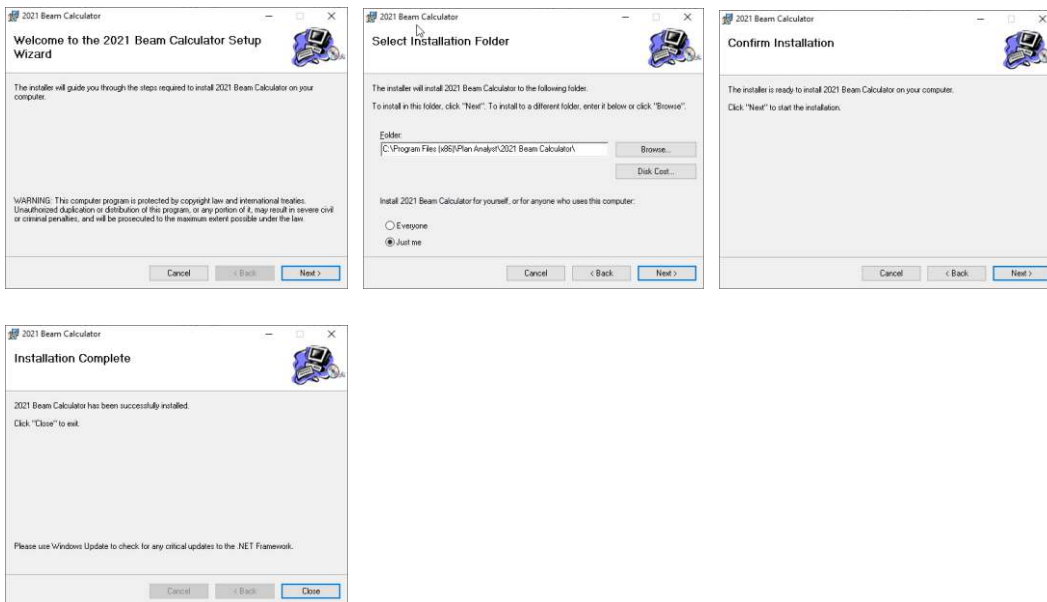 2021 Beam Calculator
Welcome to the 2021 Beam Calculator Setup
Wizard
The installer will guide you through the steps required to install 2021 Beam Calculator on your
computer.
WARNING: This computer program is protected by copyright law and international treaties.
Unauthorized duplication or distribution of this program, or any portion of it, may result in severe civil
or criminal penalties, and will be prosecuted to the maximum extent possible under the law.
Cancel
< Back
Next >
2021 Beam Calculator
Select Installation Folder
The installer will install 2021 Beam Calculator to the following folder.
To install in this folder, click "Next". To install to a different folder, enter it below or click "Browse".
Folder:
C:\Program Files (x86)\Plan Analyst\2021 Beam Calculator\
Browse...
Disk Cost...
Install 2021 Beam Calculator for yourself, or for anyone who uses this computer:
Everyone
Just me
Cancel
< Back
Next >
2021 Beam Calculator
Confirm Installation
The installer is ready to install 2021 Beam Calculator on your computer.
Click "Next" to start the installation.
Cancel
< Back
Next >
2021 Beam Calculator
Installation Complete
2021 Beam Calculator has been successfully installed.
Click "Close" to exit.
Please use Windows Update to check for any critical updates to the .NET Framework.
Cancel
< Back
Close